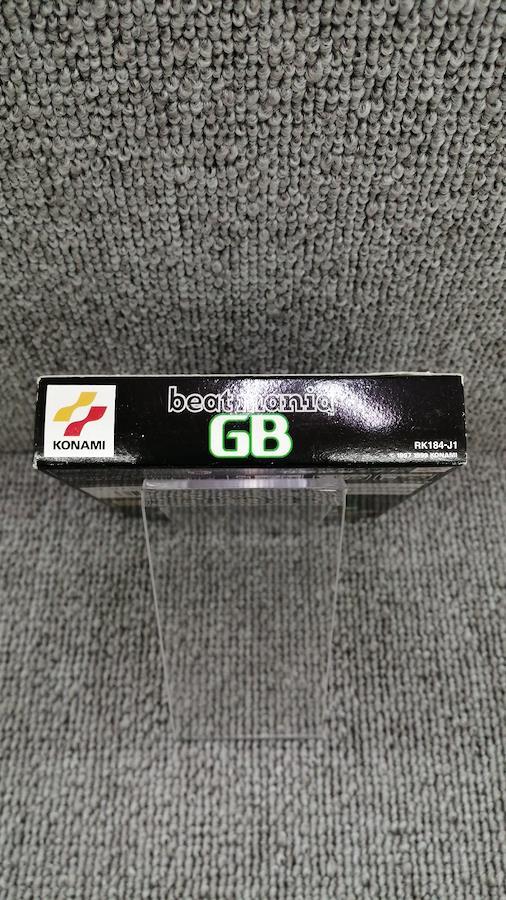 KONAMI
beatmania
GB
RK184-J1
© 1997 1999 KONAMI